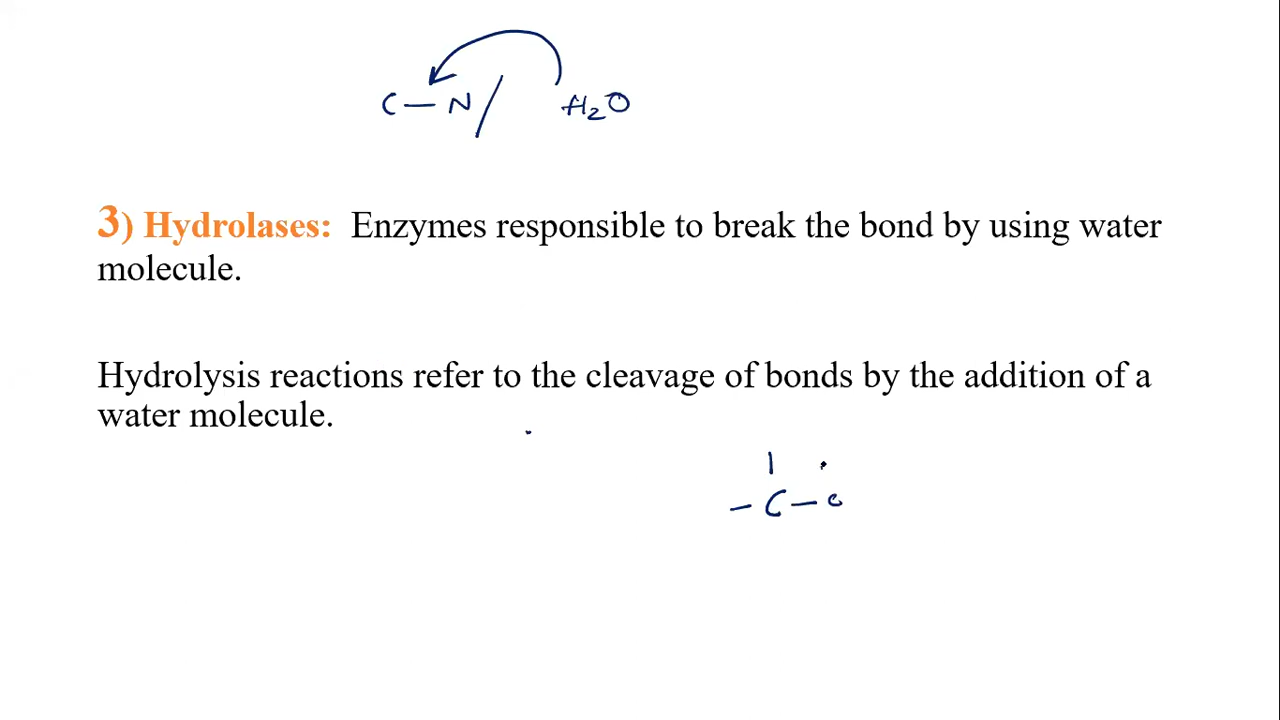 C — N / H₂O
3) Hydrolases: Enzymes responsible to break the bond by using water
molecule.
Hydrolysis reactions refer to the cleavage of bonds by the addition of a
water molecule.
– C –